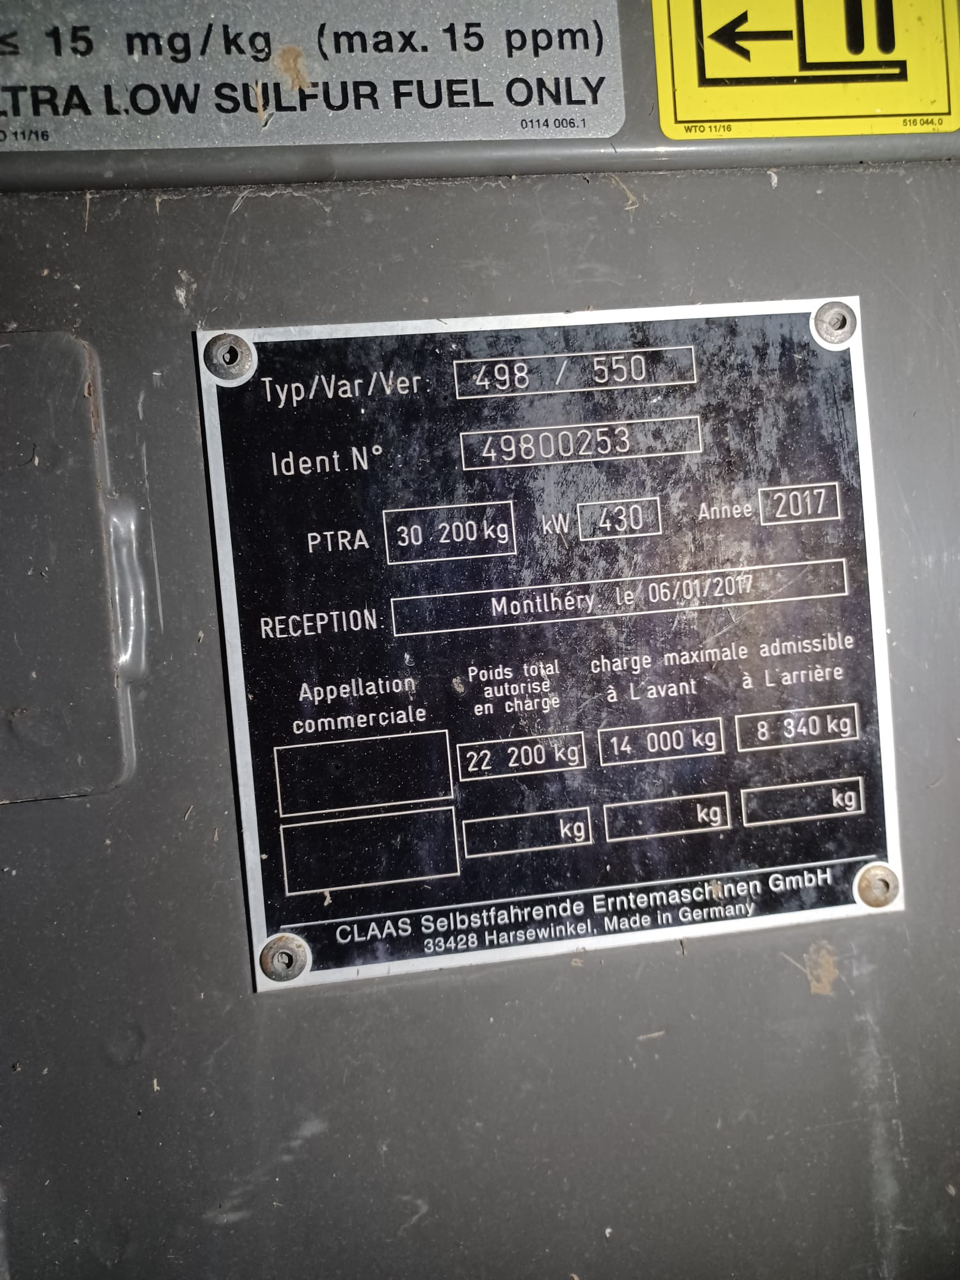 ≤ 15 mg/kg (max. 15 ppm)
LTRA LOW SULFUR FUEL ONLY
11/16 0114 006.1
WTO 11/16 516 044.0
Typ/Var/Ver: 498 / 550
Ident.N°: 49800253
PTRA 30 200 kg kW 430 Année 2017
RECEPTION: Montlhéry le 06/01/2017
Appellation commerciale
Poids total autorisé en charge
charge maximale admissible
à L'avant à L'arrière
22 200 kg 14 000 kg 8 340 kg
kg kg kg
CLAAS Selbstfahrende Erntemaschinen GmbH
33428 Harsewinkel, Made in Germany